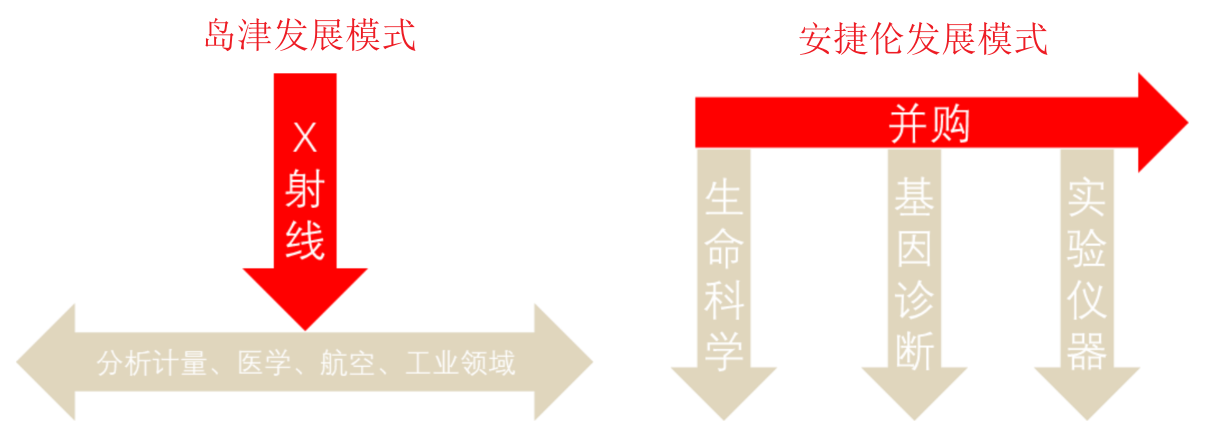 岛津发展模式
X射线
分析计量、医学、航空、工业领域
安捷伦发展模式
并购
生命科学
基因诊断
实验仪器